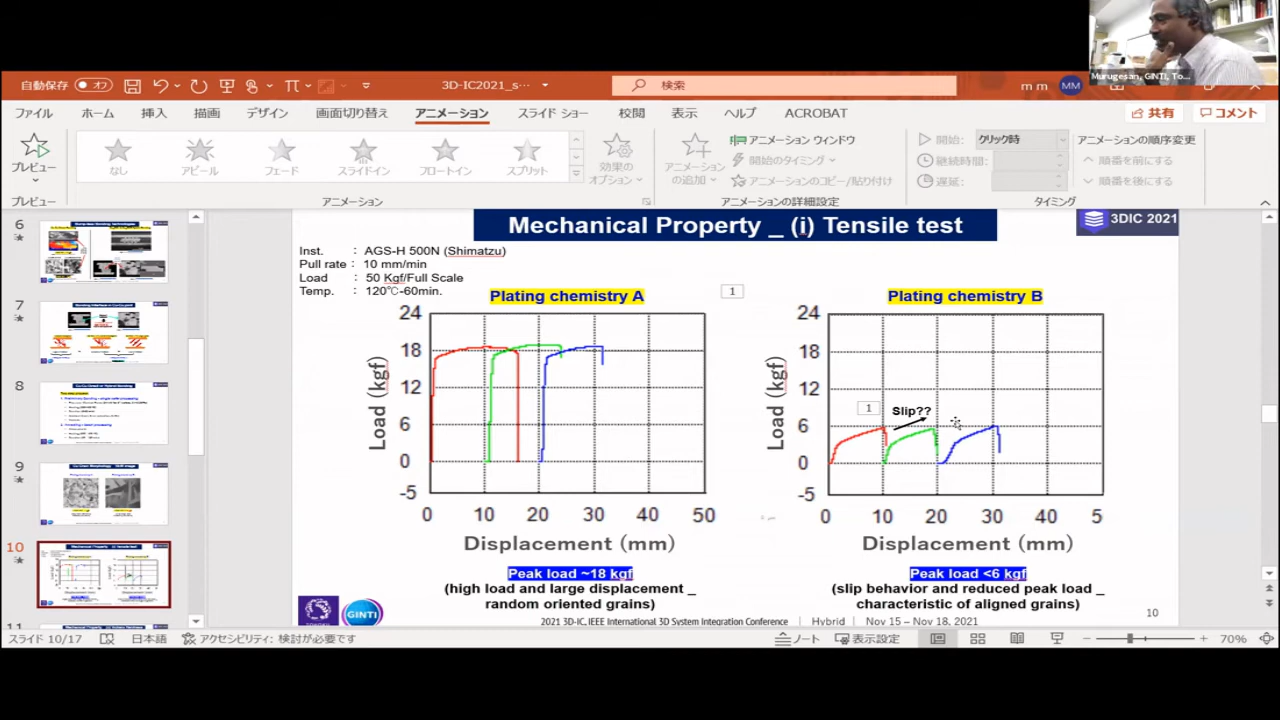 Murugesan, GINTI, To...
自動保存 オフ
3D-IC2021_s…
検索
m m MM
ファイル ホーム 挿入 描画 デザイン 画面切り替え アニメーション スライド ショー 校閲 表示 ヘルプ ACROBAT
共有 コメント
プレビュー
なし アピール フェード スライドイン フロートイン スプリット
効果の
オプション
アニメーション
の追加
アニメーション ウィンドウ
開始のタイミング
アニメーションのコピー/貼り付け
開始: クリック時
継続時間:
遅延:
アニメーションの順序変更
順番を前にする
順番を後にする
プレビュー アニメーション アニメーションの詳細設定 タイミング
6
7
8
9
10
11
Mechanical Property _ (i) Tensile test
3DIC 2021
Inst. : AGS-H 500N (Shimatzu)
Pull rate : 10 mm/min
Load : 50 Kgf/Full Scale
Temp. : 120℃-60min.
Plating chemistry A
1
Plating chemistry B
24
18
12
6
0
-5
Load (kgf)
0 10 20 30 40 50
Displacement (mm)
24
18
12
6
0
-5
Load (kgf)
1
Slip??
0 10 20 30 40 5
Displacement (mm)
Peak load ~18 kgf
(high load and large displacement _
random oriented grains)
Peak load <6 kgf
(slip behavior and reduced peak load _
characteristic of aligned grains)
10
GINTI
2021 3D-IC, IEEE International 3D System Integration Conference | Hybrid | Nov 15 – Nov 18, 2021
スライド 10/17 日本語 アクセシビリティ: 検討が必要です
ノート 表示設定 70%